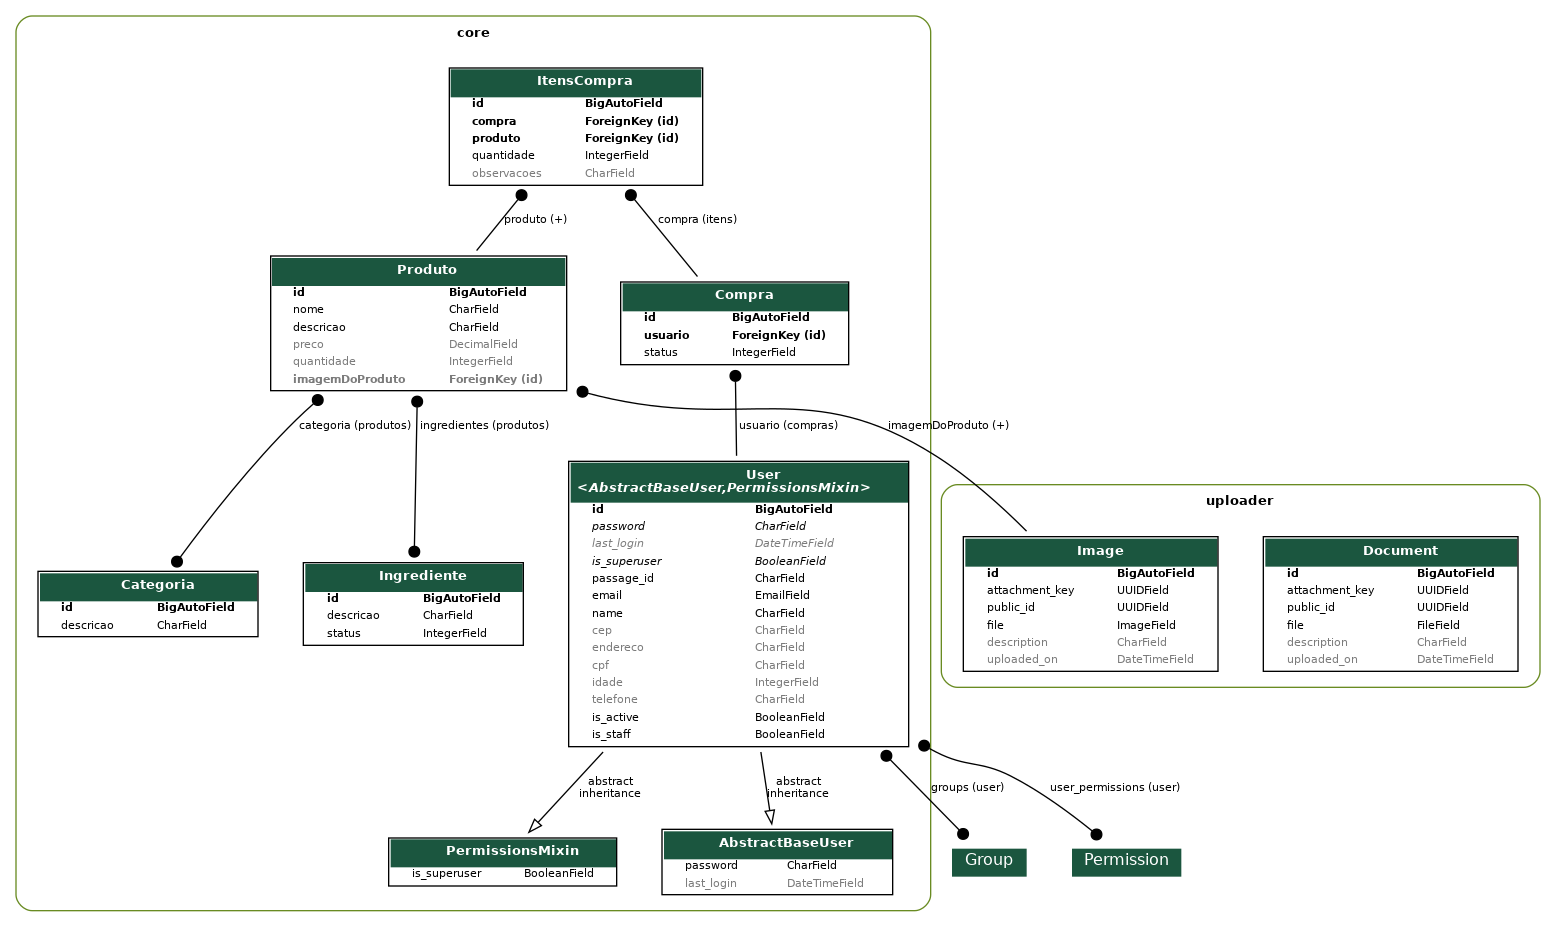 core
ItensCompra
id BigAutoField
compra ForeignKey (id)
produto ForeignKey (id)
quantidade IntegerField
observacoes CharField
produto (+)
compra (itens)
Produto
id BigAutoField
nome CharField
descricao CharField
preco DecimalField
quantidade IntegerField
imagemDoProduto ForeignKey (id)
Compra
id BigAutoField
usuario ForeignKey (id)
status IntegerField
categoria (produtos)
ingredientes (produtos)
usuario (compras)
imagemDoProduto (+)
User
<AbstractBaseUser,PermissionsMixin>
id BigAutoField
password CharField
last_login DateTimeField
is_superuser BooleanField
passage_id CharField
email EmailField
name CharField
cep CharField
endereco CharField
cpf CharField
idade IntegerField
telefone CharField
is_active BooleanField
is_staff BooleanField
uploader
Image
id BigAutoField
attachment_key UUIDField
public_id UUIDField
file ImageField
description CharField
uploaded_on DateTimeField
Document
id BigAutoField
attachment_key UUIDField
public_id UUIDField
file FileField
description CharField
uploaded_on DateTimeField
Categoria
id BigAutoField
descricao CharField
Ingrediente
id BigAutoField
descricao CharField
status IntegerField
abstract
inheritance
abstract
inheritance
groups (user)
user_permissions (user)
PermissionsMixin
is_superuser BooleanField
AbstractBaseUser
password CharField
last_login DateTimeField
Group
Permission